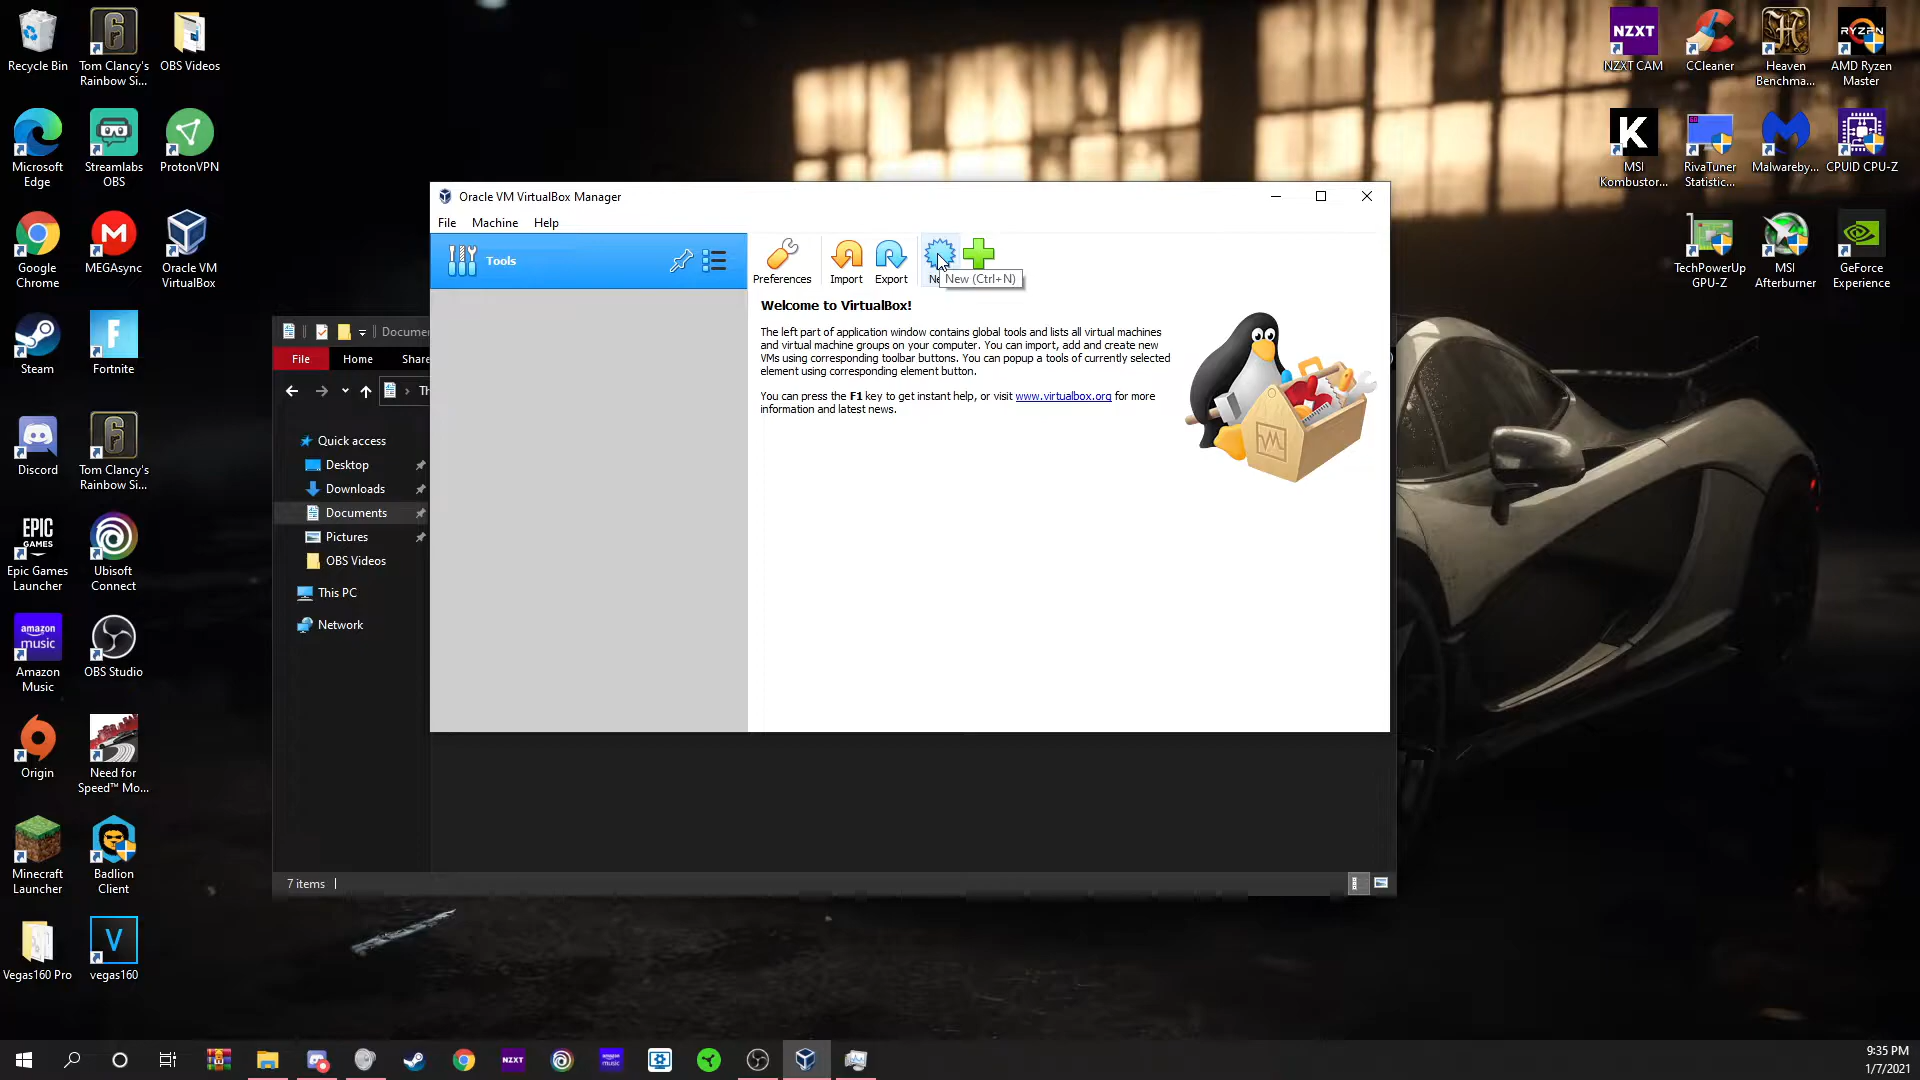 Recycle Bin
Tom Clancy's
Rainbow Si...
OBS Videos
Microsoft
Edge
Streamlabs
OBS
ProtonVPN
Google
Chrome
MEGAsync
Oracle VM
VirtualBox
Steam
Fortnite
Discord
Tom Clancy's
Rainbow Si...
EPIC
GAMES
Epic Games
Launcher
Ubisoft
Connect
amazon
music
Amazon
Music
OBS Studio
Origin
Need for
Speed™ Mo...
Minecraft
Launcher
Badlion
Client
Vegas160 Pro
V
vegas160
Docume
File
Home
Share
Th
Quick access
Desktop
Downloads
Documents
Pictures
OBS Videos
This PC
Network
7 items
Oracle VM VirtualBox Manager
File
Machine
Help
Tools
Preferences
Import
Export
Ne
New (Ctrl+N)
Welcome to VirtualBox!
The left part of application window contains global tools and lists all virtual machines
and virtual machine groups on your computer. You can import, add and create new
VMs using corresponding toolbar buttons. You can popup a tools of currently selected
element using corresponding element button.
You can press the F1 key to get instant help, or visit www.virtualbox.org for more
information and latest news.
NZXT
NZXT CAM
CCleaner
Heaven
Benchma...
RYZEN
AMD Ryzen
Master
K
MSI
Kombustor...
RivaTuner
Statistic...
Malwareby...
CPUID CPU-Z
TechPowerUp
GPU-Z
MSI
Afterburner
GeForce
Experience
NZXT
9:35 PM
1/7/2021